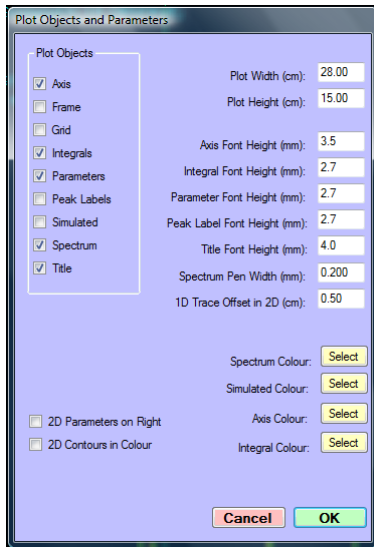 Plot Objects and Parameters
Plot Objects
Axis
Frame
Grid
Integrals
Parameters
Peak Labels
Simulated
Spectrum
Title
Plot Width (cm): 28.00
Plot Height (cm): 15.00
Axis Font Height (mm): 3.5
Integral Font Height (mm): 2.7
Parameter Font Height (mm): 2.7
Peak Label Font Height (mm): 2.7
Title Font Height (mm): 4.0
Spectrum Pen Width (mm): 0.200
1D Trace Offset in 2D (cm): 0.50
Spectrum Colour: Select
Simulated Colour: Select
Axis Colour: Select
Integral Colour: Select
2D Parameters on Right
2D Contours in Colour
Cancel OK